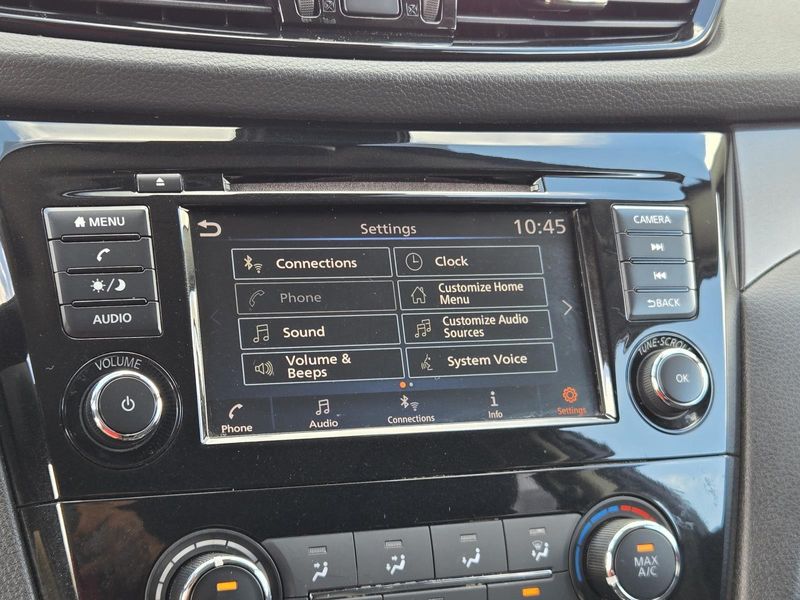 MENU
AUDIO
VOLUME
Settings 10:45
Connections
Clock
Phone
Customize Home
Menu
Sound
Customize Audio
Sources
Volume &
Beeps
System Voice
Phone
Audio
Connections
Info
Settings
CAMERA
BACK
TUNE·SCROLL
OK
MAX
A/C